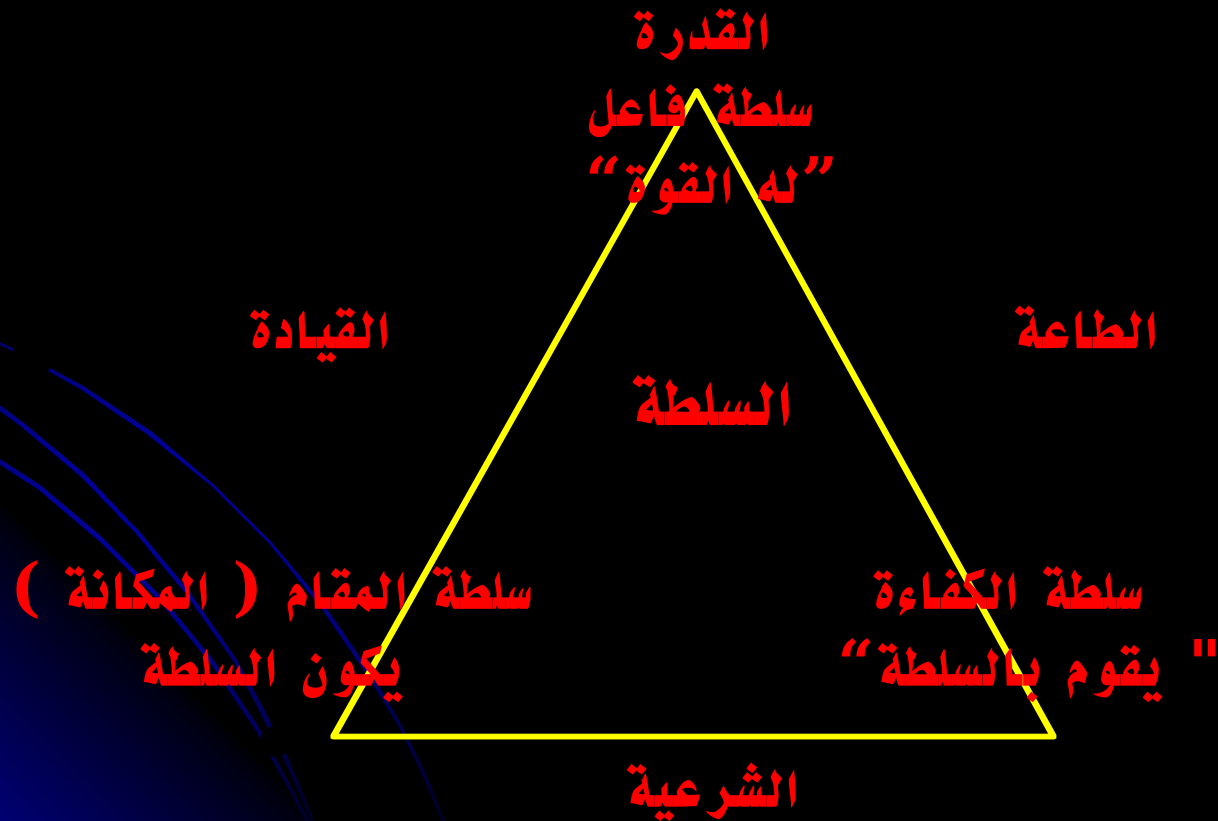 القدرة
سلطة فاعل
”له القوة“
الطاعة
القيادة
السلطة
سلطة الكفاءة
" يقوم بالسلطة“
سلطة المقام ( المكانة )
يكون السلطة
الشرعية